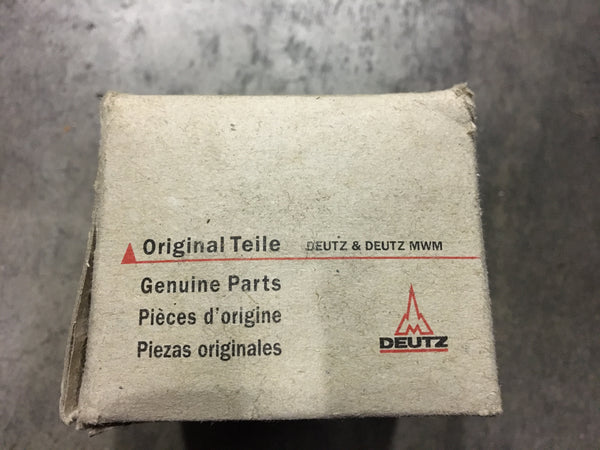 Original Teile DEUTZ & DEUTZ MWM
Genuine Parts
Pièces d'origine
Piezas originales
DEUTZ